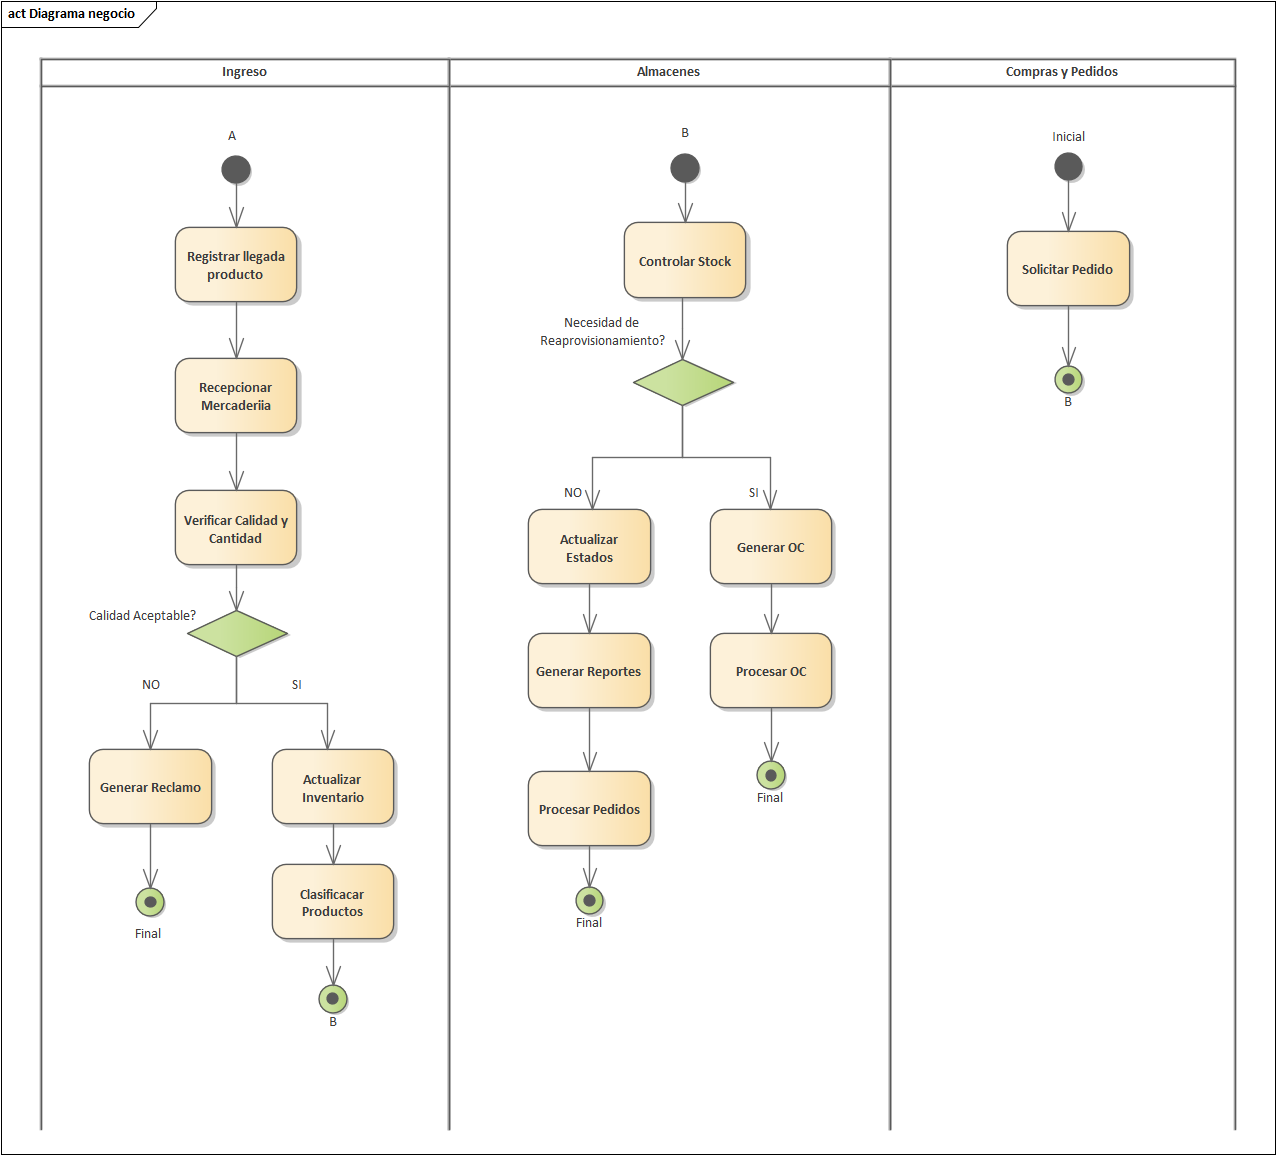 act Diagrama negocio
Ingreso
Almacenes
Compras y Pedidos
A
Registrar llegada
producto
Recepcionar
Mercaderiia
Verificar Calidad y
Cantidad
Calidad Aceptable?
NO
SI
Generar Reclamo
Final
Actualizar
Inventario
Clasificacar
Productos
B
B
Controlar Stock
Necesidad de
Reaprovisionamiento?
NO
SI
Actualizar
Estados
Generar Reportes
Procesar Pedidos
Final
Generar OC
Procesar OC
Final
Inicial
Solicitar Pedido
B